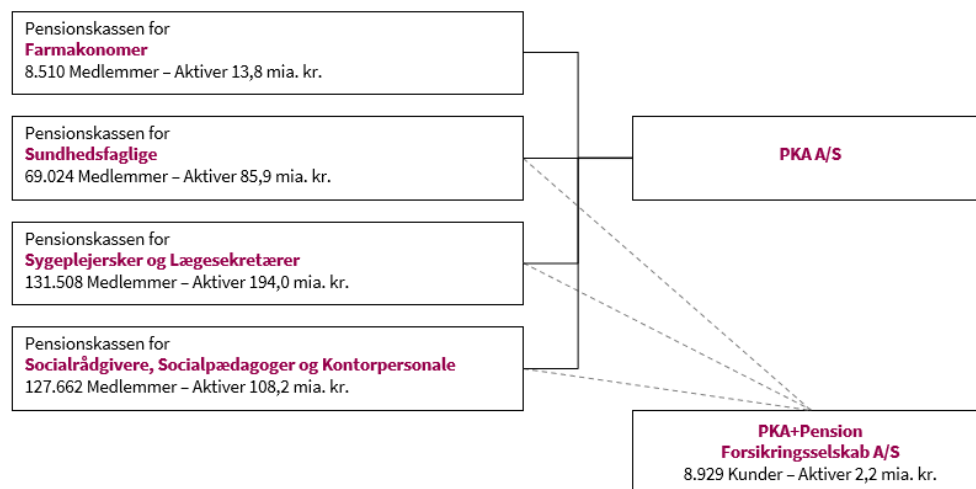 Pensionskassen for
Farmakonomer
8.510 Medlemmer – Aktiver 13,8 mia. kr.
Pensionskassen for
Sundhedsfaglige
69.024 Medlemmer – Aktiver 85,9 mia. kr.
PKA A/S
Pensionskassen for
Sygeplejersker og Lægesekretærer
131.508 Medlemmer – Aktiver 194,0 mia. kr.
Pensionskassen for
Socialrådgivere, Socialpædagoger og Kontorpersonale
127.662 Medlemmer – Aktiver 108,2 mia. kr.
PKA+Pension
Forsikringsselskab A/S
8.929 Kunder – Aktiver 2,2 mia. kr.